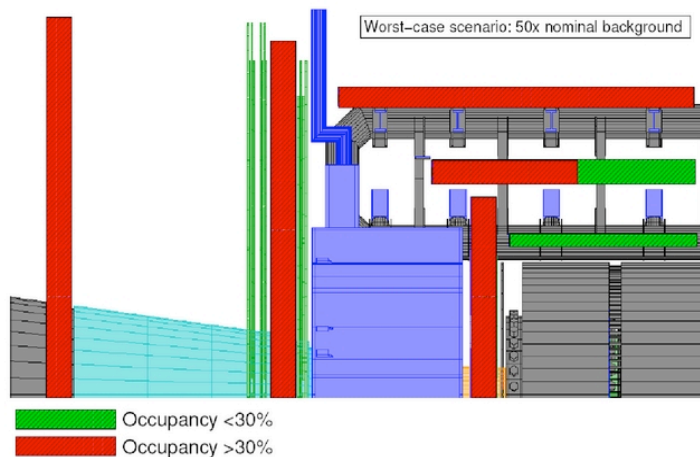 Worst-case scenario: 50x nominal background
Occupancy <30%
Occupancy >30%